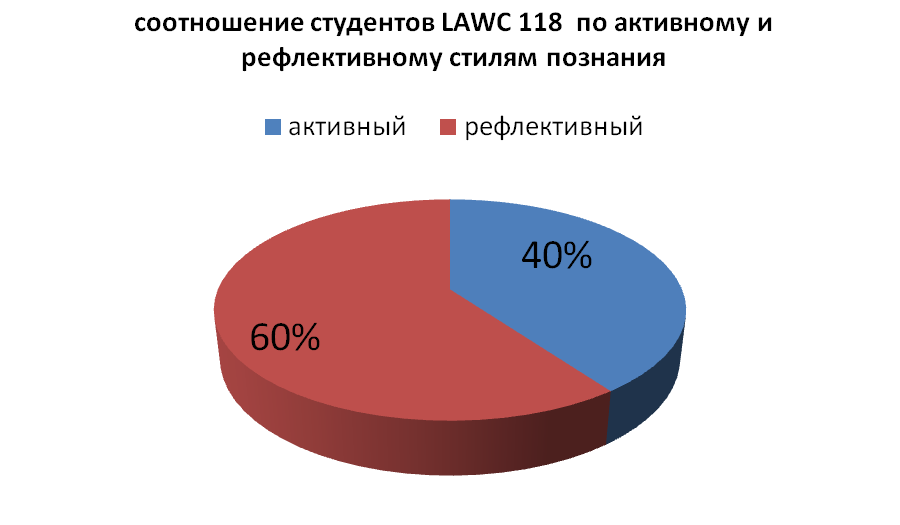 соотношение студентов LAWC 118  по активному и
рефлективному стилям познания
активный рефлективный
40%
60%